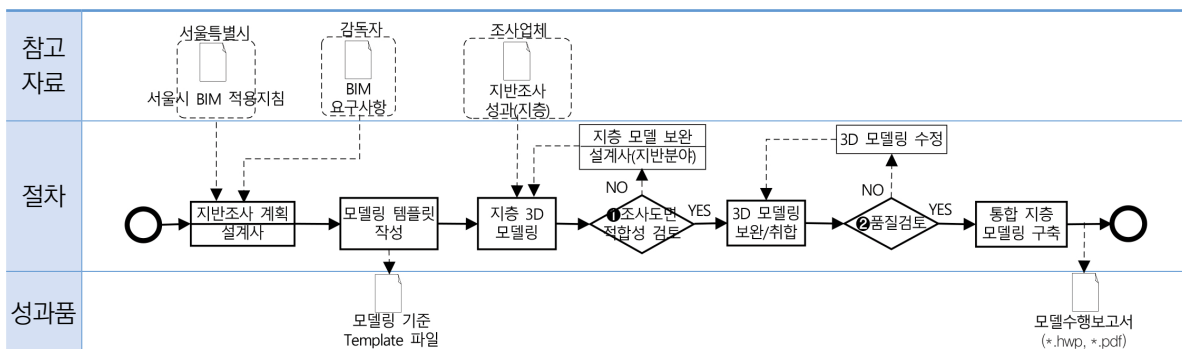 참고
자료
서울특별시
서울시 BIM 적용지침
감독자
BIM
요구사항
조사업체
지반조사
성과(지층)
절차
지층 모델 보완
설계사(지반분야)
3D 모델링 수정
지반조사 계획
설계사
모델링 템플릿
작성
지층 3D
모델링
NO
❶조사도면
적합성 검토
YES
3D 모델링
보완/취합
NO
❷품질검토
YES
통합 지층
모델링 구축
성과품
모델링 기준
Template 파일
모델수행보고서
(*.hwp, *.pdf)